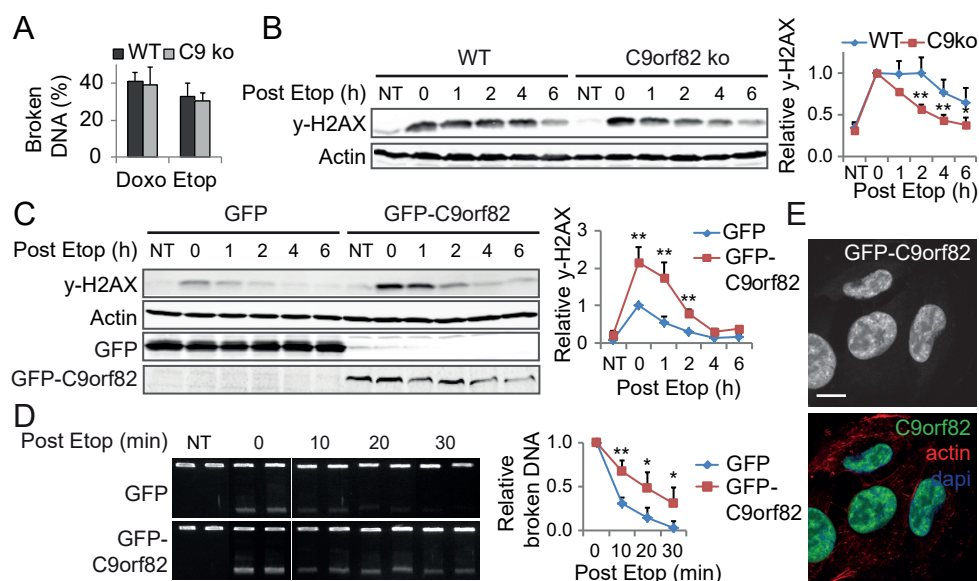 A
WT C9 ko
Broken
DNA (%)
40
20
0
Doxo Etop
B
WT C9orf82 ko
Post Etop (h) NT 0 1 2 4 6 NT 0 1 2 4 6
y-H2AX
Actin
WT C9ko
Relative y-H2AX
1.0
0.5
0.0
** ** *
NT 0 1 2 4 6
Post Etop (h)
C
GFP GFP-C9orf82
Post Etop (h) NT 0 1 2 4 6 NT 0 1 2 4 6
y-H2AX
Actin
GFP
GFP-C9orf82
Relative y-H2AX
3
2
1
0
** ** **
GFP
GFP-
C9orf82
NT 0 1 2 4 6
Post Etop (h)
D
Post Etop (min) NT 0 10 20 30
GFP
GFP-
C9orf82
Relative
broken DNA
1.0
0.5
0.0
** * *
GFP
GFP-
C9orf82
0 10 20 30
Post Etop (min)
E
GFP-C9orf82
C9orf82
actin
dapi